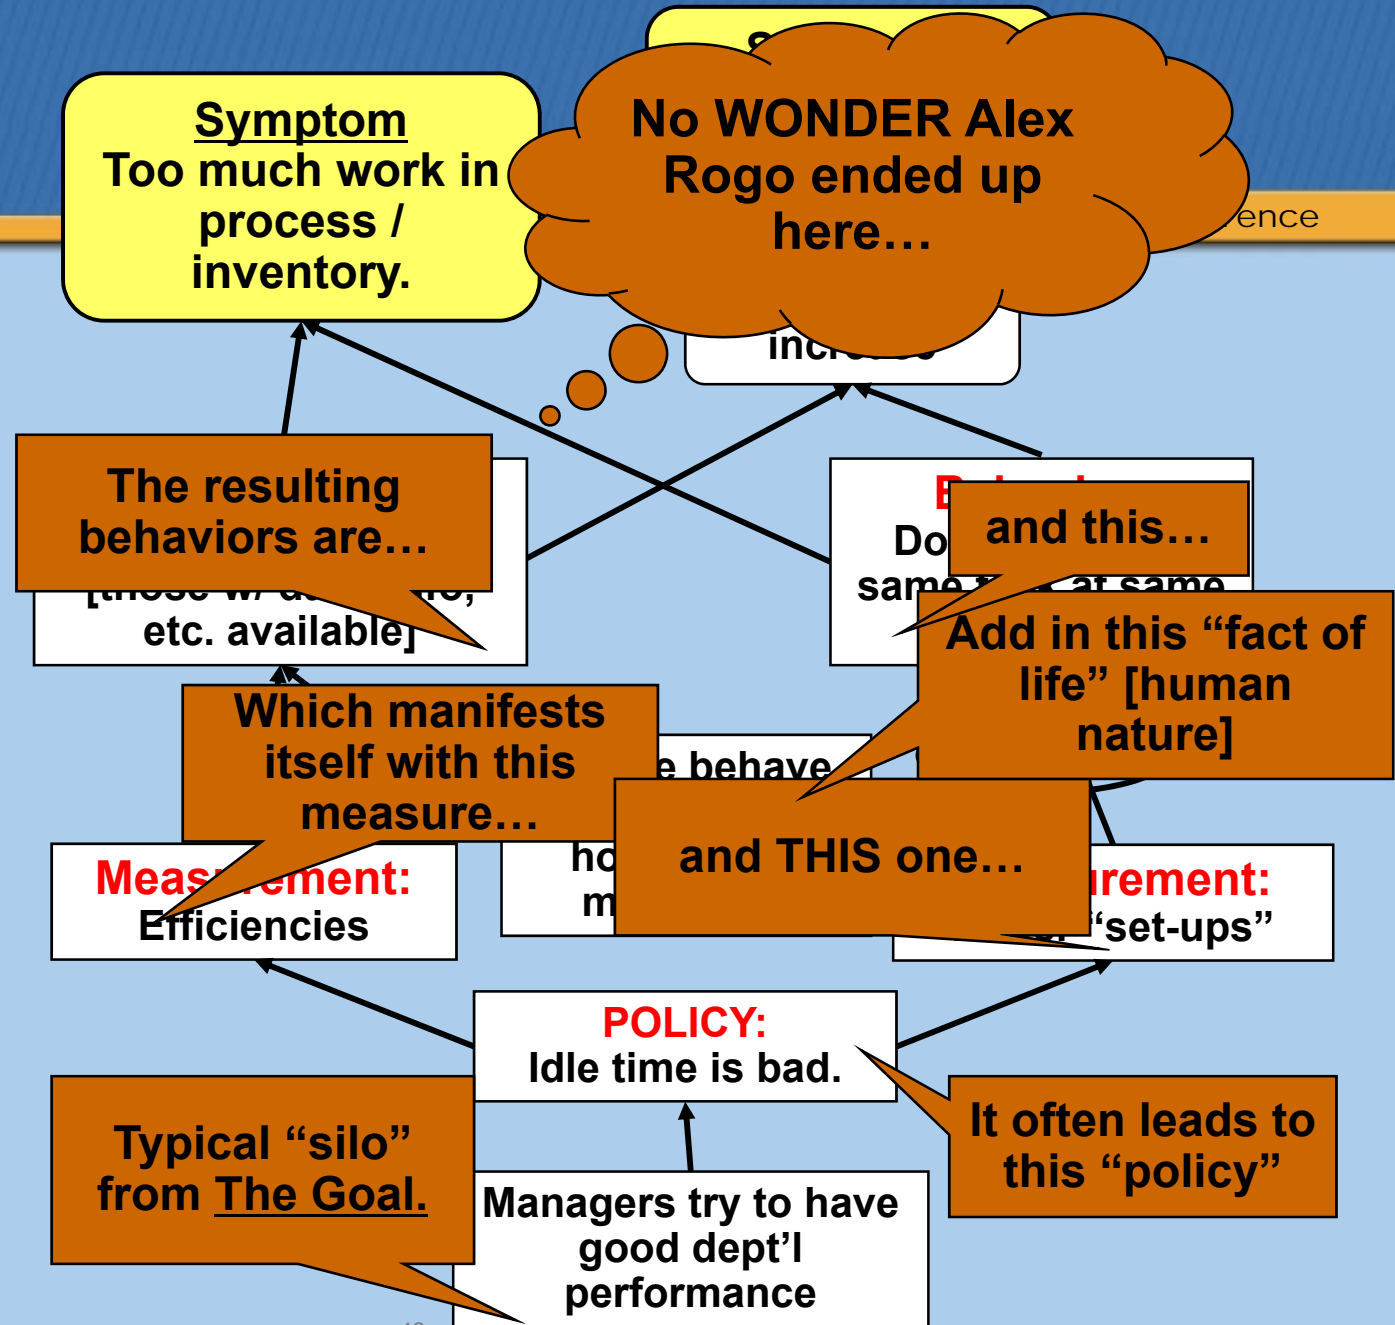 Symptom
Too much work in
process /
inventory.
No WONDER Alex
Rogo ended up
here…
The resulting
behaviors are…
etc. available]
and this…
Do
same at same
Add in this “fact of
life” [human
nature]
Which manifests
itself with this
measure…
behave
and THIS one…
Measurement:
Efficiencies
“set-ups”
POLICY:
Idle time is bad.
It often leads to
this “policy”
Typical “silo”
from The Goal.
Managers try to have
good dept’l
performance